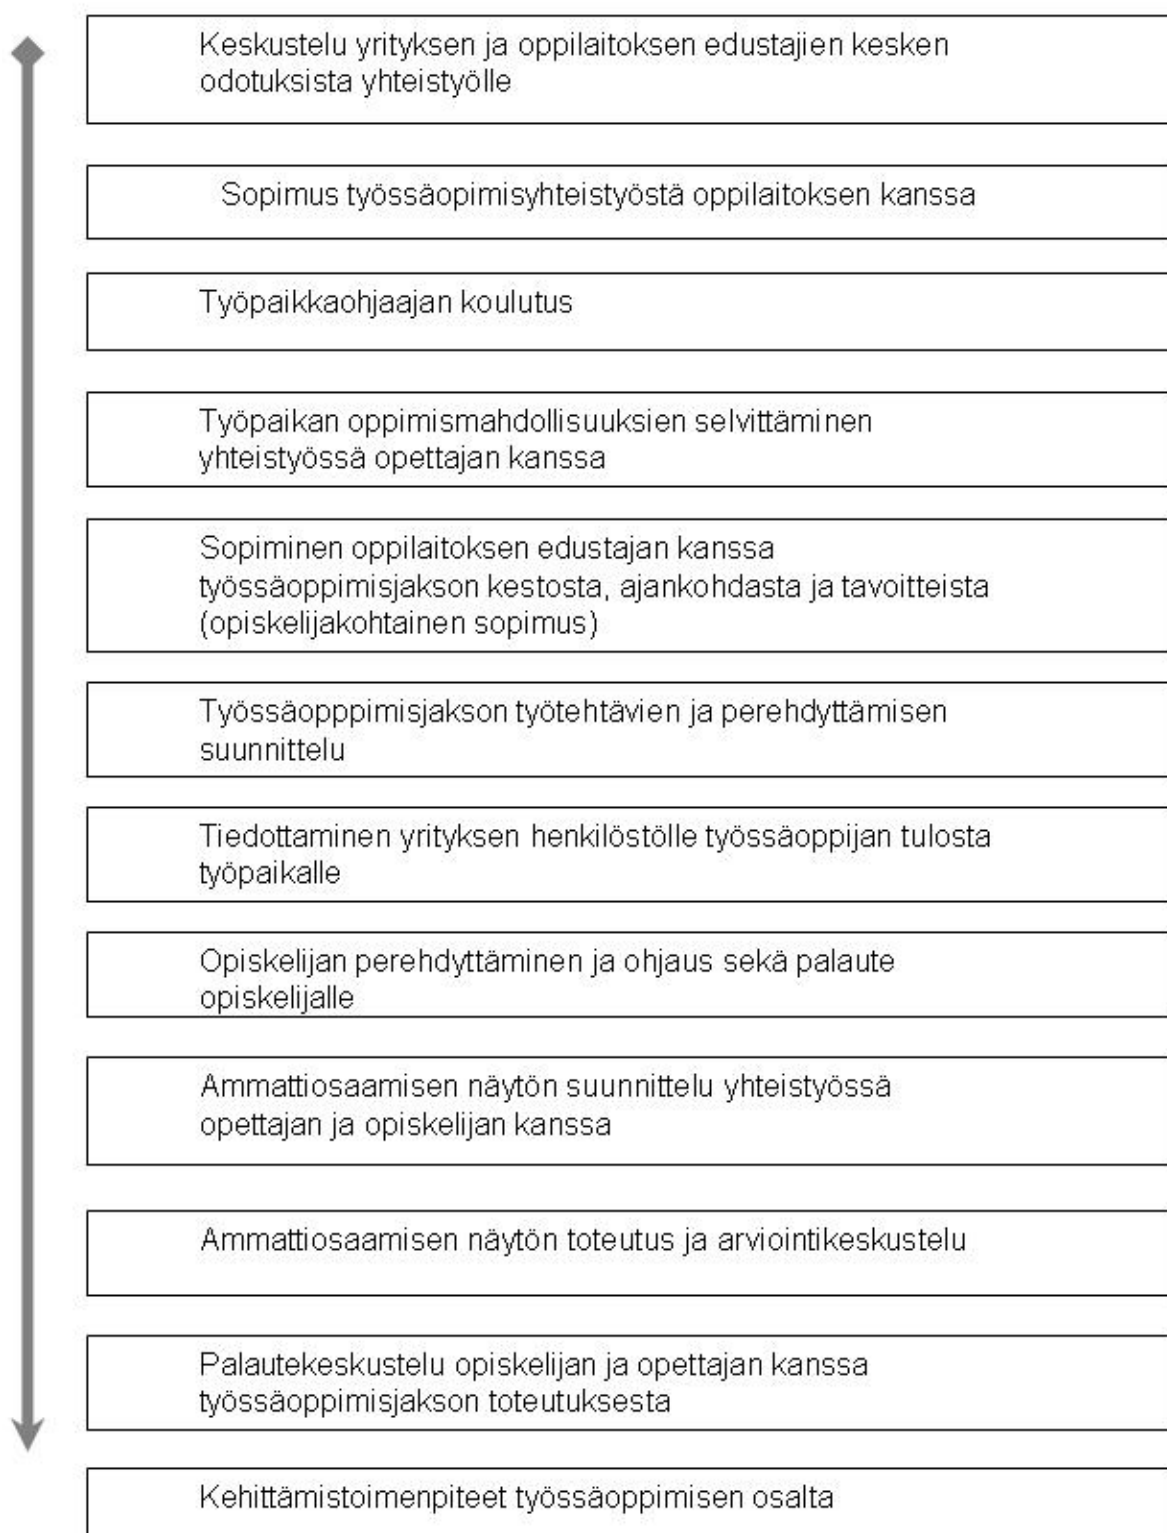 Keskustelu yrityksen ja oppilaitoksen edustajien kesken
odotuksista yhteistyölle
Sopimus työssäopimisyhteistyöstä oppilaitoksen kanssa
Työpaikkaohjaajan koulutus
Työpaikan oppimismahdollisuuksien selvittäminen
yhteistyössä opettajan kanssa
Sopiminen oppilaitoksen edustajan kanssa
työssäoppimisjakson kestosta, ajankohdasta ja tavoitteista
(opiskelijakohtainen sopimus)
Työssäopppimisjakson työtehtävien ja perehdyttämisen
suunnittelu
Tiedottaminen yrityksen henkilöstölle työssäoppijan tulosta
työpaikalle
Opiskelijan perehdyttäminen ja ohjaus sekä palaute
opiskelijalle
Ammattiosaamisen näytön suunnittelu yhteistyössä
opettajan ja opiskelijan kanssa
Ammattiosaamisen näytön toteutus ja arviointikeskustelu
Palautekeskustelu opiskelijan ja opettajan kanssa
työssäoppimisjakson toteutuksesta
Kehittämistoimenpiteet työssäoppimisen osalta